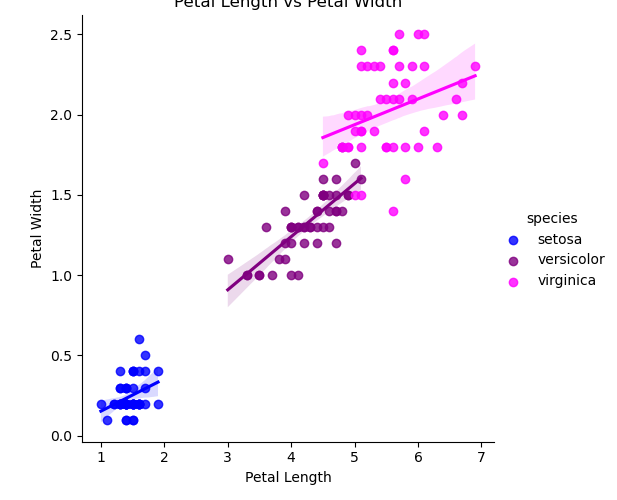 Petal Length vs Petal Width
2.5
2.0
1.5
1.0
0.5
0.0
Petal Width
1 2 3 4 5 6 7
Petal Length
species
setosa
versicolor
virginica